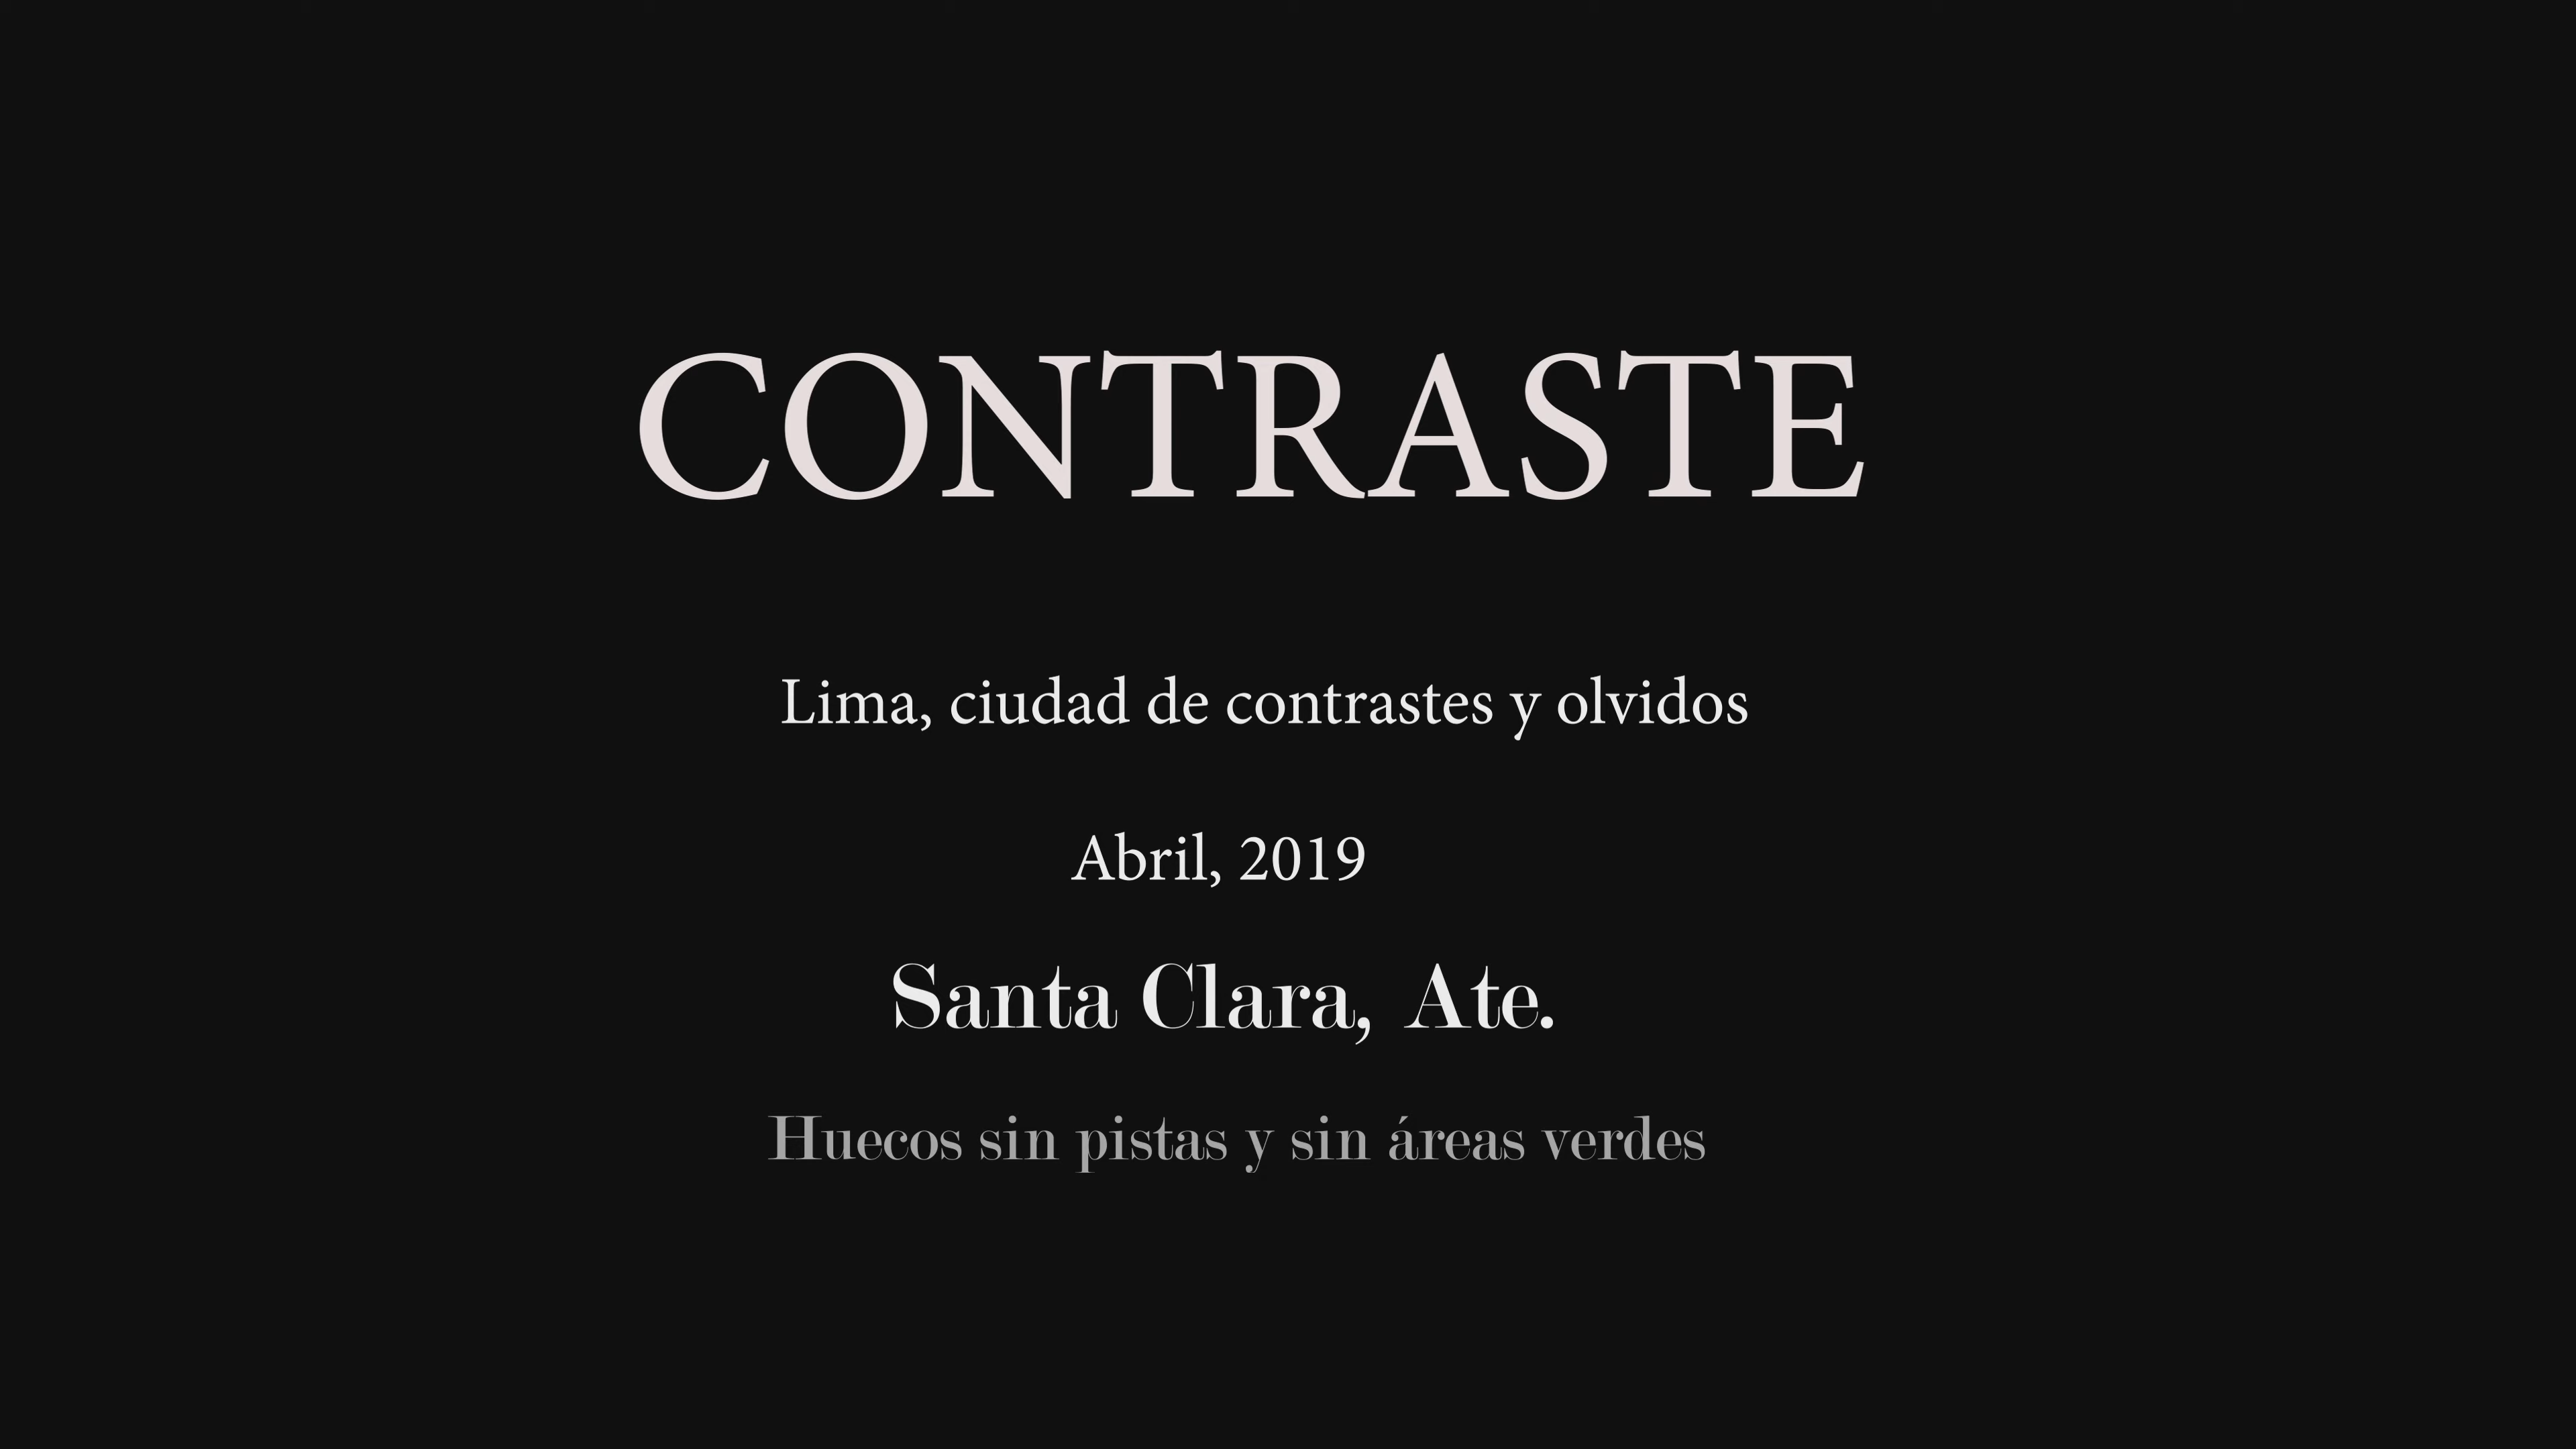 CONTRASTE
Lima, ciudad de contrastes y olvidos
Abril, 2019
Santa Clara, Ate.
Huecos sin pistas y sin áreas verdes